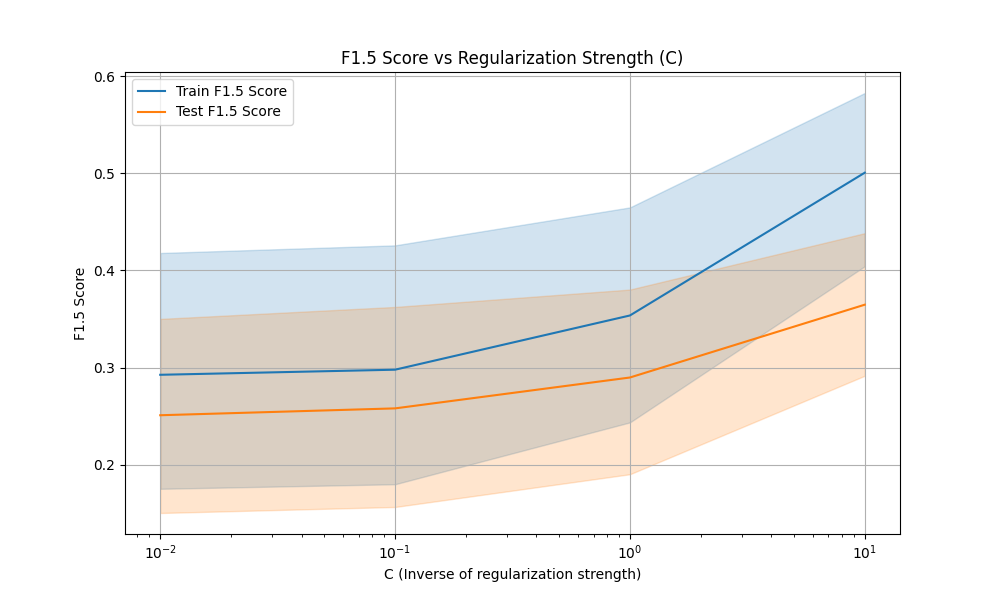 F1.5 Score vs Regularization Strength (C)
Train F1.5 Score
Test F1.5 Score
F1.5 Score
0.6
0.5
0.4
0.3
0.2
10⁻² 10⁻¹ 10⁰ 10¹
C (Inverse of regularization strength)